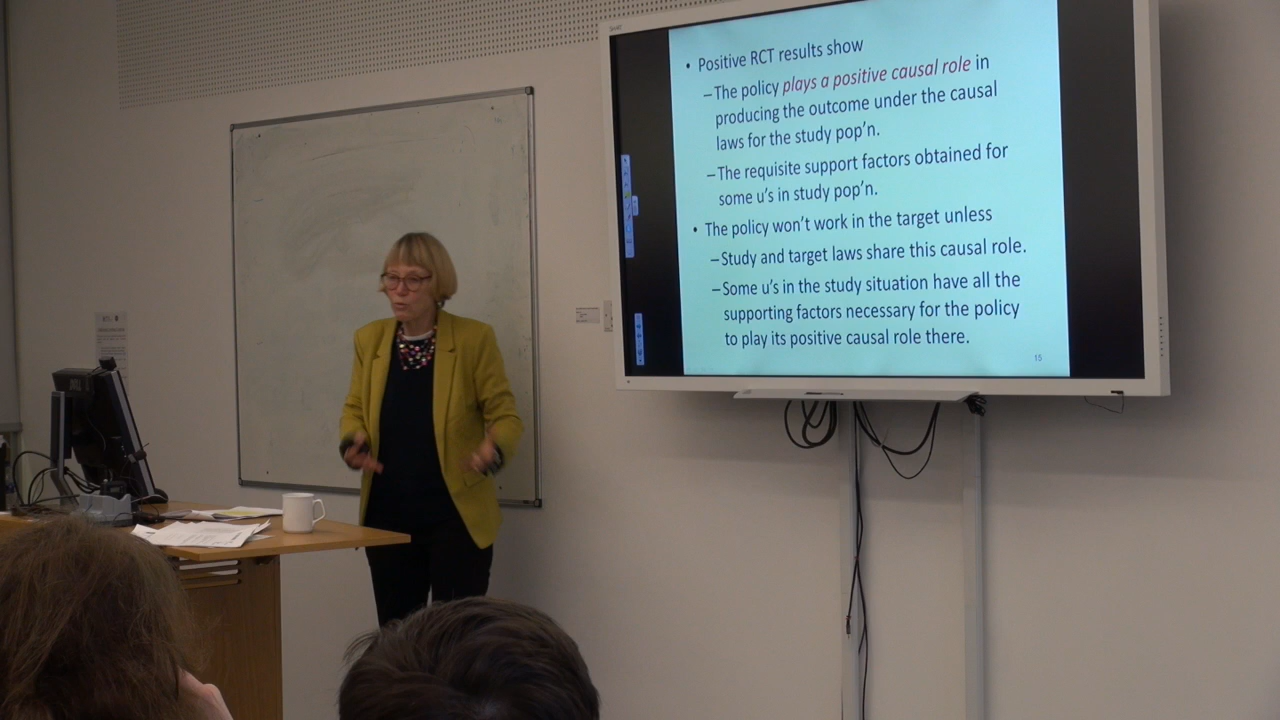 • Positive RCT results show
–The policy plays a positive causal role in
producing the outcome under the causal
laws for the study pop’n.
–The requisite support factors obtained for
some u’s in study pop’n.
• The policy won’t work in the target unless
–Study and target laws share this causal role.
–Some u’s in the study situation have all the
supporting factors necessary for the policy
to play its positive causal role there.
15